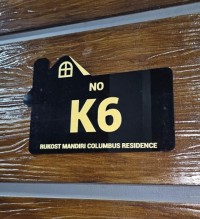 NO
K6
RUKOST MANDIRI COLUMBUS RESIDENCE